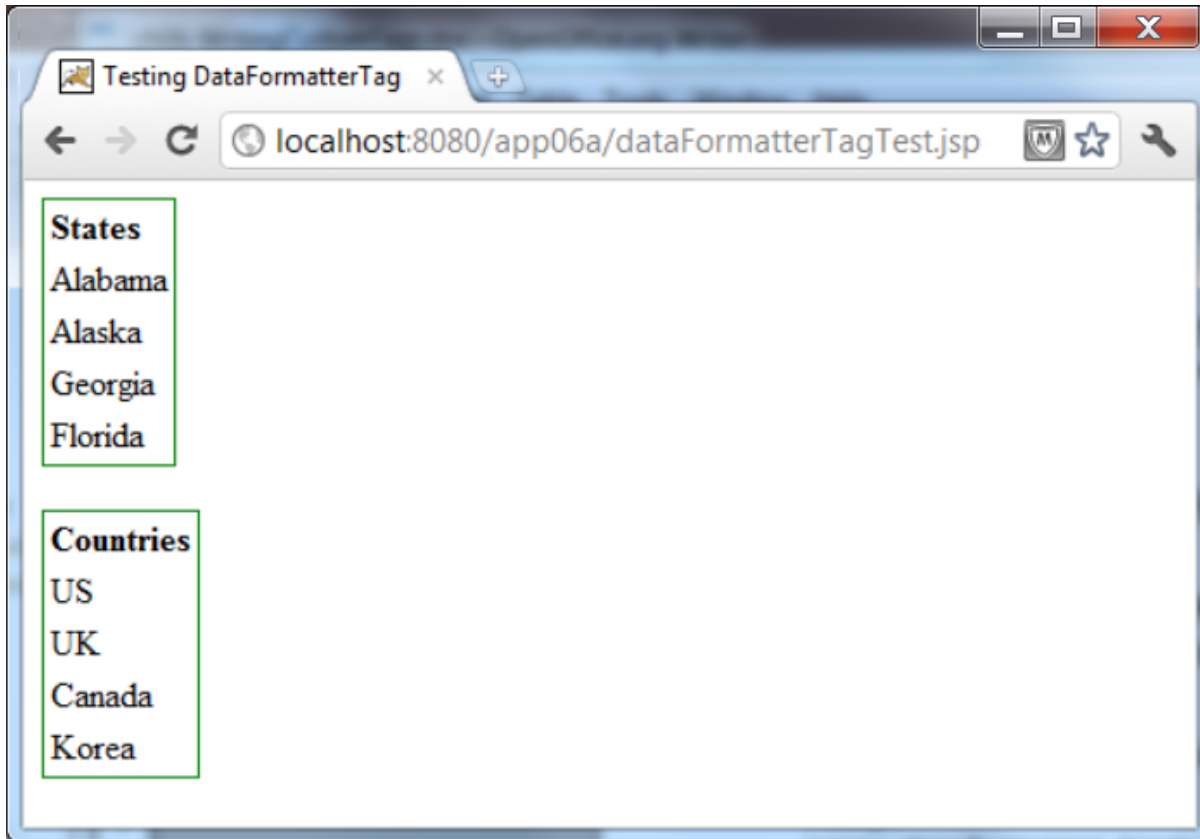 Testing DataFormatterTag
localhost:8080/app06a/dataFormatterTagTest.jsp
States
Alabama
Alaska
Georgia
Florida
Countries
US
UK
Canada
Korea